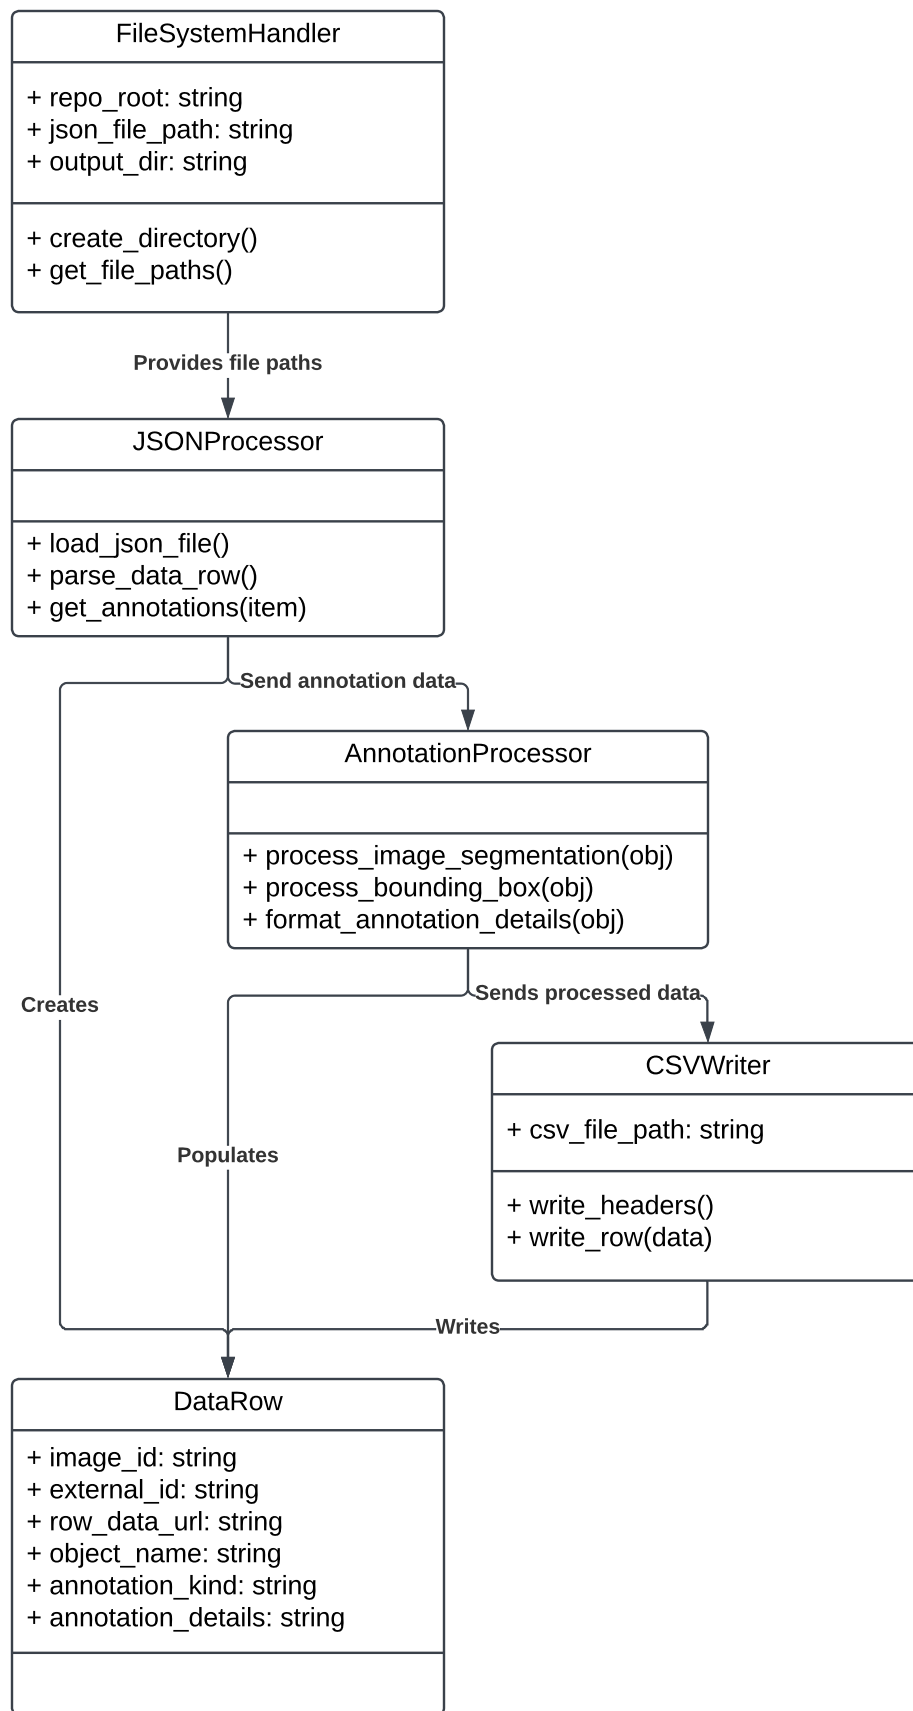 FileSystemHandler
+ repo_root: string
+ json_file_path: string
+ output_dir: string
+ create_directory()
+ get_file_paths()
Provides file paths
JSONProcessor
+ load_json_file()
+ parse_data_row()
+ get_annotations(item)
Send annotation data
AnnotationProcessor
+ process_image_segmentation(obj)
+ process_bounding_box(obj)
+ format_annotation_details(obj)
Creates
Sends processed data
CSVWriter
+ csv_file_path: string
Populates
+ write_headers()
+ write_row(data)
Writes
DataRow
+ image_id: string
+ external_id: string
+ row_data_url: string
+ object_name: string
+ annotation_kind: string
+ annotation_details: string